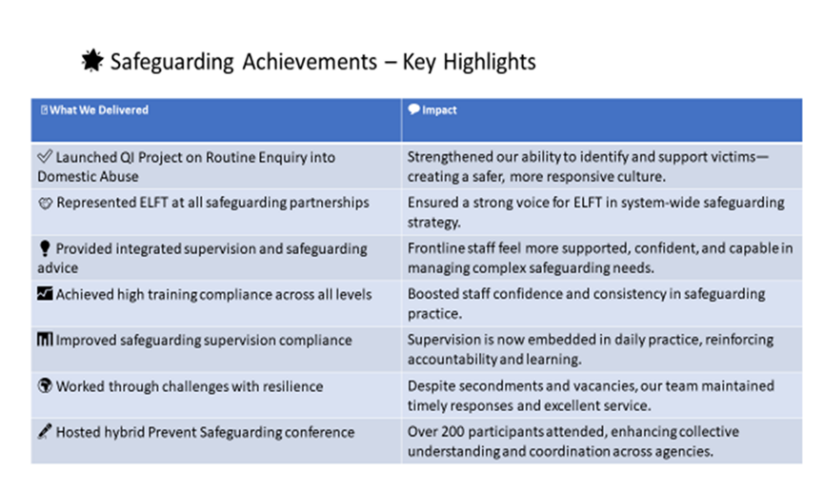 Safeguarding Achievements – Key Highlights
What We Delivered
Impact
Launched QI Project on Routine Enquiry into
Domestic Abuse
Strengthened our ability to identify and support victims—
creating a safer, more responsive culture.
Represented ELFT at all safeguarding partnerships
Ensured a strong voice for ELFT in system-wide safeguarding
strategy.
Provided integrated supervision and safeguarding
advice
Frontline staff feel more supported, confident, and capable in
managing complex safeguarding needs.
Achieved high training compliance across all levels
Boosted staff confidence and consistency in safeguarding
practice.
Improved safeguarding supervision compliance
Supervision is now embedded in daily practice, reinforcing
accountability and learning.
Worked through challenges with resilience
Despite secondments and vacancies, our team maintained
timely responses and excellent service.
Hosted hybrid Prevent Safeguarding conference
Over 200 participants attended, enhancing collective
understanding and coordination across agencies.